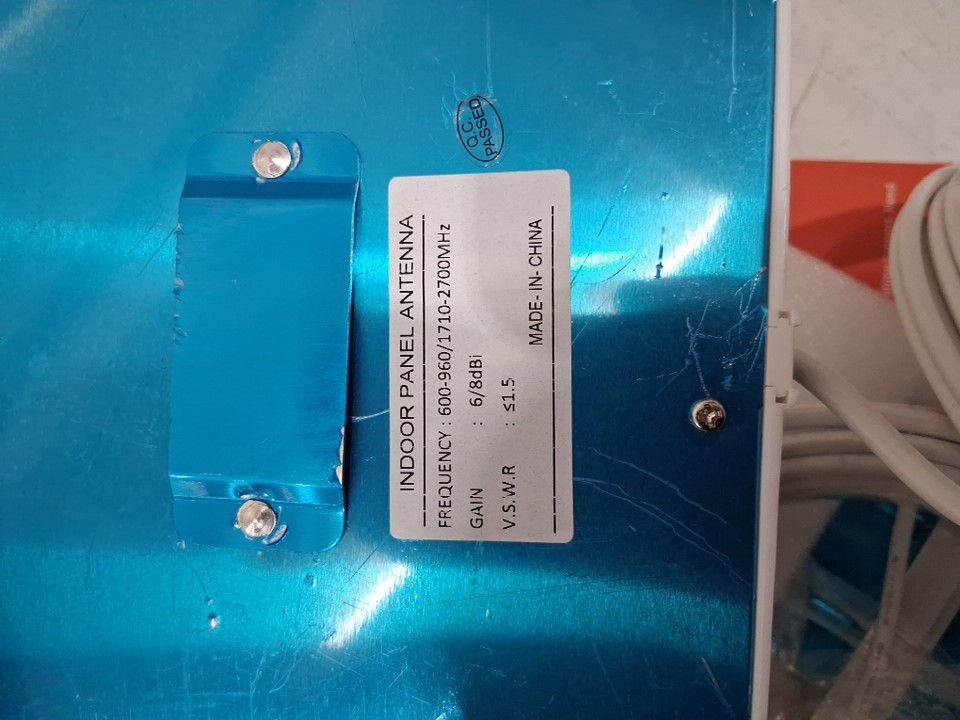 Q.C.
PASSED
INDOOR PANEL ANTENNA
FREQUENCY : 600-960/1710-2700MHz
GAIN : 6/8dBi
V.S.W.R : ≤1.5
MADE- IN- CHINA